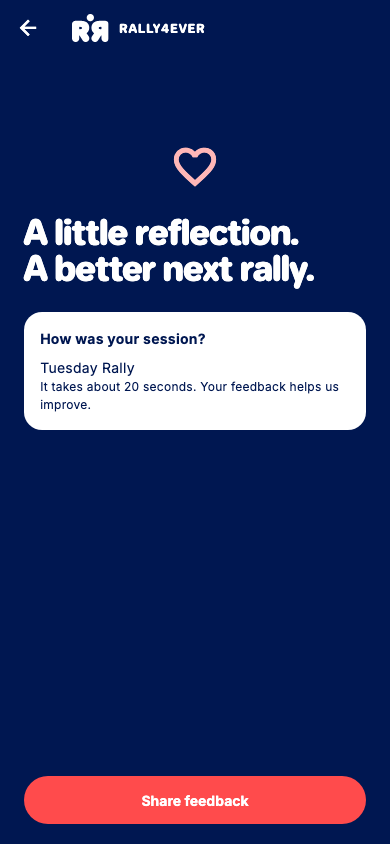 RALLY4EVER
A little reflection.
A better next rally.
How was your session?
Tuesday Rally
It takes about 20 seconds. Your feedback helps us
improve.
Share feedback